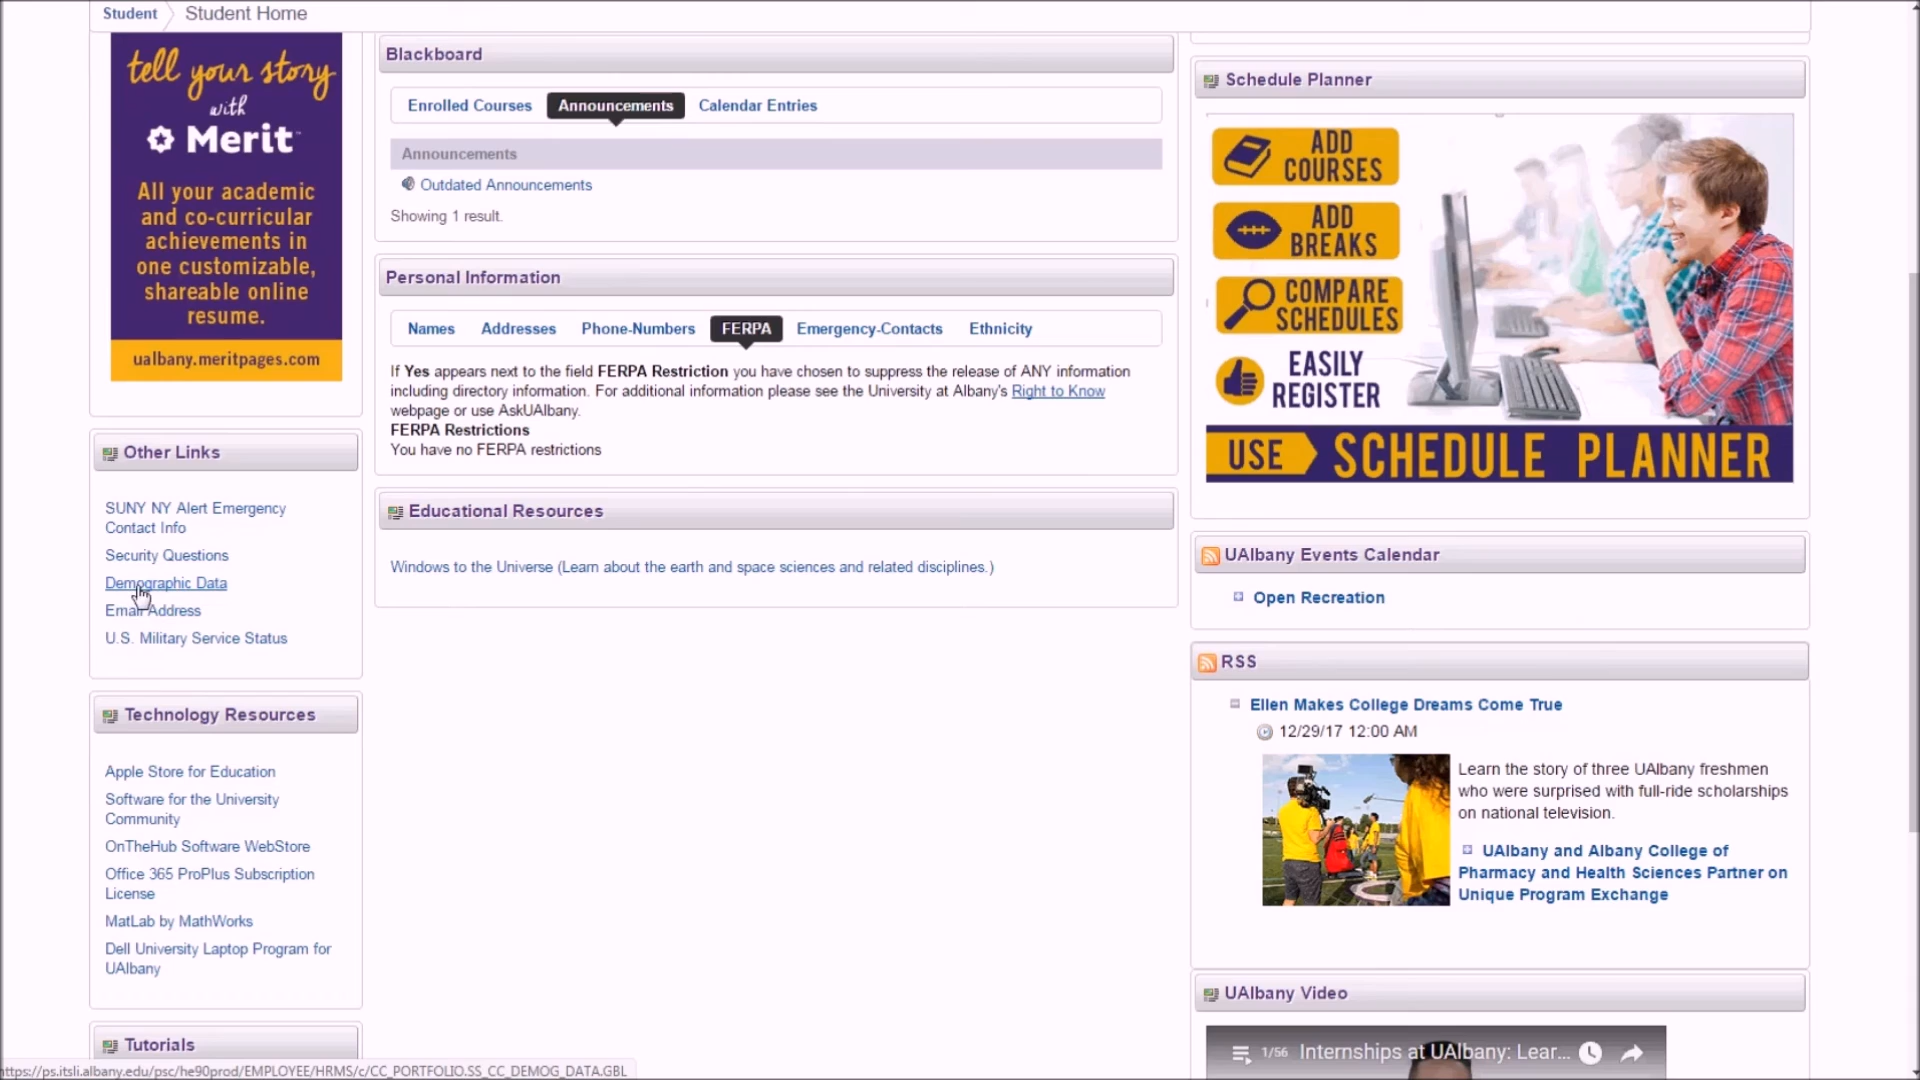 Student
Student Home
tell your story
with
Merit
All your academic
and co-curricular
achievements in
one customizable,
shareable online
resume.
ualbany.meritpages.com
Other Links
SUNY NY Alert Emergency
Contact Info
Security Questions
Demographic Data
Email Address
U.S. Military Service Status
Technology Resources
Apple Store for Education
Software for the University
Community
OnTheHub Software WebStore
Office 365 ProPlus Subscription
License
MatLab by MathWorks
Dell University Laptop Program for
UAlbany
Tutorials
Blackboard
Enrolled Courses Announcements Calendar Entries
Announcements
Outdated Announcements
Showing 1 result.
Personal Information
Names Addresses Phone-Numbers FERPA Emergency-Contacts Ethnicity
If Yes appears next to the field FERPA Restriction you have chosen to suppress the release of ANY information
including directory information. For additional information please see the University at Albany's Right to Know
webpage or use AskUAlbany.
FERPA Restrictions
You have no FERPA restrictions
Educational Resources
Windows to the Universe (Learn about the earth and space sciences and related disciplines.)
Schedule Planner
ADD
COURSES
ADD
BREAKS
COMPARE
SCHEDULES
EASILY
REGISTER
USE SCHEDULE PLANNER
UAlbany Events Calendar
Open Recreation
RSS
Ellen Makes College Dreams Come True
12/29/17 12:00 AM
Learn the story of three UAlbany freshmen
who were surprised with full-ride scholarships
on national television.
UAlbany and Albany College of
Pharmacy and Health Sciences Partner on
Unique Program Exchange
UAlbany Video
1/56 Internships at UAlbany: Lear...
https://ps.itsli.albany.edu/psc/he90prod/EMPLOYEE/HRMS/c/CC_PORTFOLIO.SS_CC_DEMOG_DATA.GBL